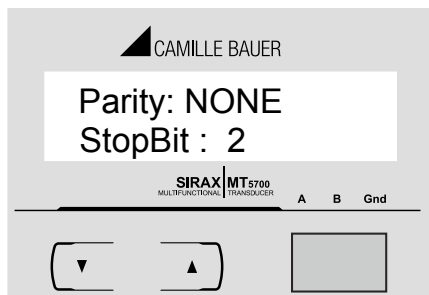 CAMILLE BAUER
Parity: NONE
StopBit : 2
SIRAX MT5700
MULTIFUNCTIONAL TRANSDUCER
A B Gnd